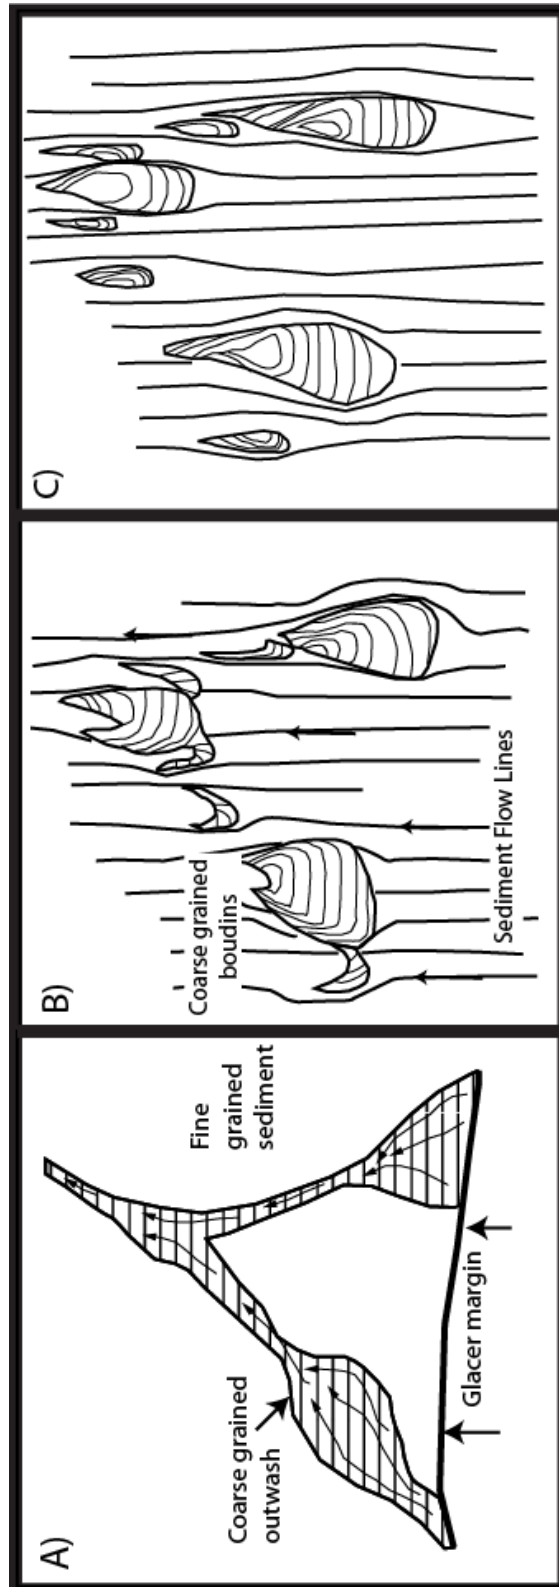 A)
Coarse grained
outwash
Glacer margin
Fine
grained
sediment
B)
Coarse grained
boudins
Sediment Flow Lines
C)